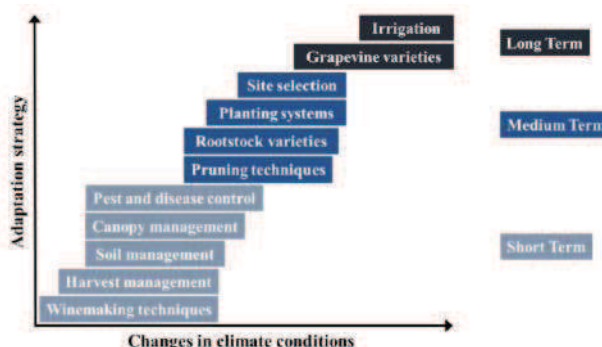 Irrigation
Grapevine varieties
Long Term
Site selection
Planting systems
Medium Term
Rootstock varieties
Pruning techniques
Pest and disease control
Canopy management
Soil management
Short Term
Harvest management
Winemaking techniques
Adaptation strategy
Changes in climate conditions